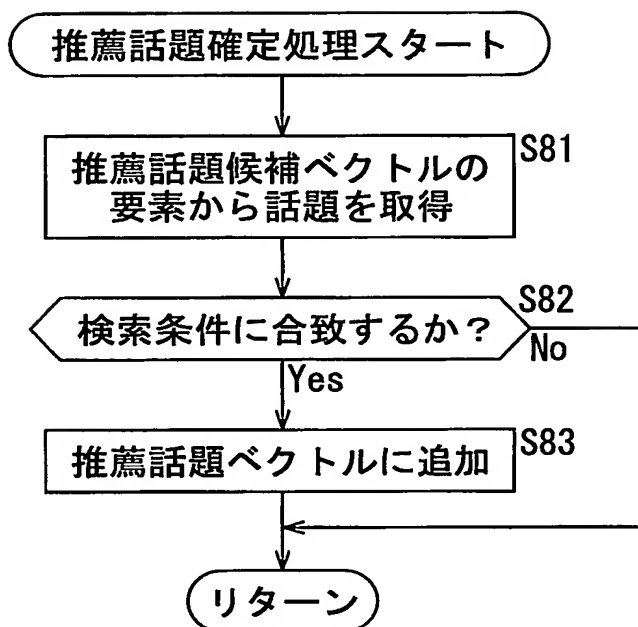 推薦話題確定処理スタート
S81
推薦話題候補ベクトルの
要素から話題を取得
S82
検索条件に合致するか？
No
Yes
S83
推薦話題ベクトルに追加
リターン